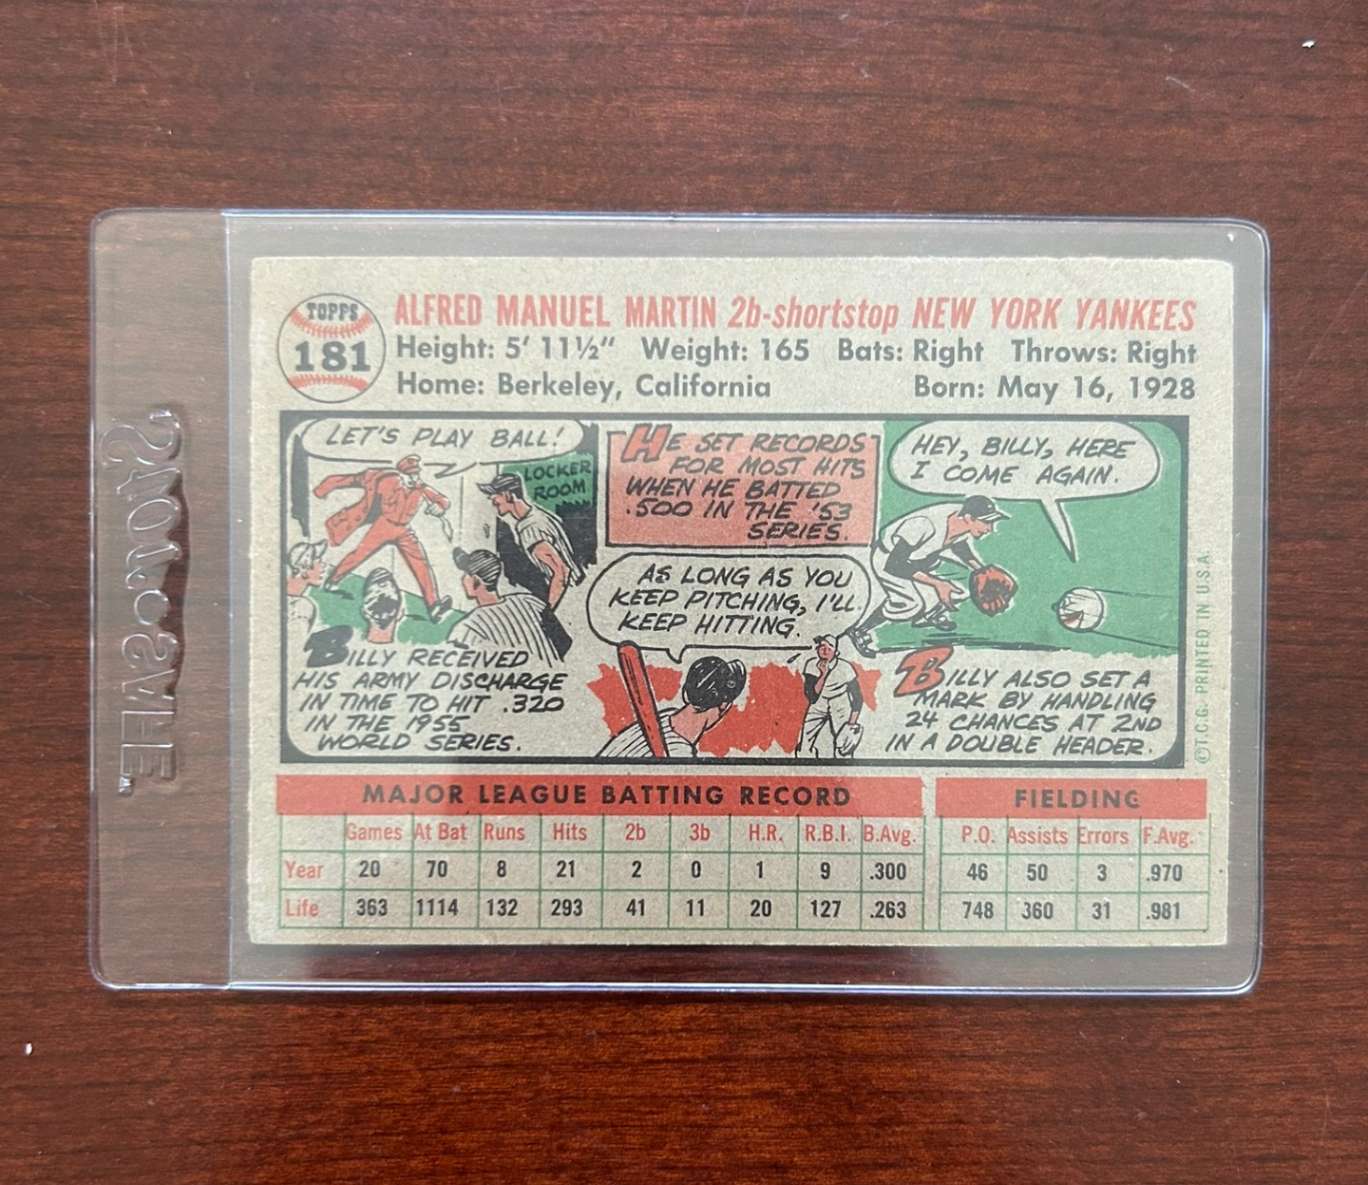 TOPPS
181
ALFRED MANUEL MARTIN 2b-shortstop NEW YORK YANKEES
Height: 5' 11½" Weight: 165 Bats: Right Throws: Right
Home: Berkeley, California Born: May 16, 1928
LET'S PLAY BALL!
LOCKER
ROOM
BILLY RECEIVED
HIS ARMY DISCHARGE
IN TIME TO HIT .320
IN THE 1955
WORLD SERIES.
HE SET RECORDS
FOR MOST HITS
WHEN HE BATTED
.500 IN THE '53
SERIES.
AS LONG AS YOU
KEEP PITCHING, I'LL
KEEP HITTING.
HEY, BILLY, HERE
I COME AGAIN.
BILLY ALSO SET A
MARK BY HANDLING
24 CHANCES AT 2ND
IN A DOUBLE HEADER.
©T.C.G. PRINTED IN U.S.A.
MAJOR LEAGUE BATTING RECORD FIELDING
Games At Bat Runs Hits 2b 3b H.R. R.B.I. B.Avg. P.O. Assists Errors F.Avg.
Year 20 70 8 21 2 0 1 9 .300 46 50 3 .970
Life 363 1114 132 293 41 11 20 127 .263 748 360 31 .981